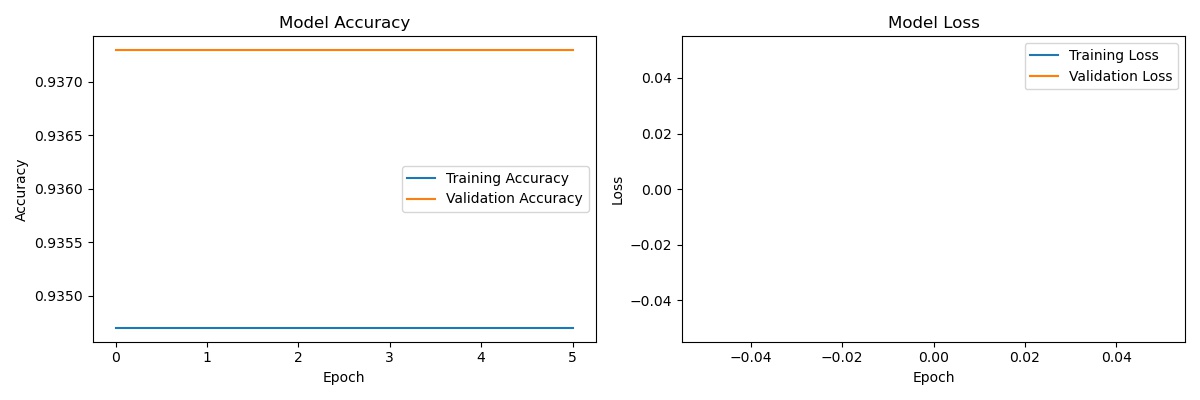 Model Accuracy
0.9370
0.9365
0.9360
0.9355
0.9350
Accuracy
Training Accuracy
Validation Accuracy
0 1 2 3 4 5
Epoch
Model Loss
0.04
0.02
0.00
−0.02
−0.04
Loss
Training Loss
Validation Loss
−0.04 −0.02 0.00 0.02 0.04
Epoch